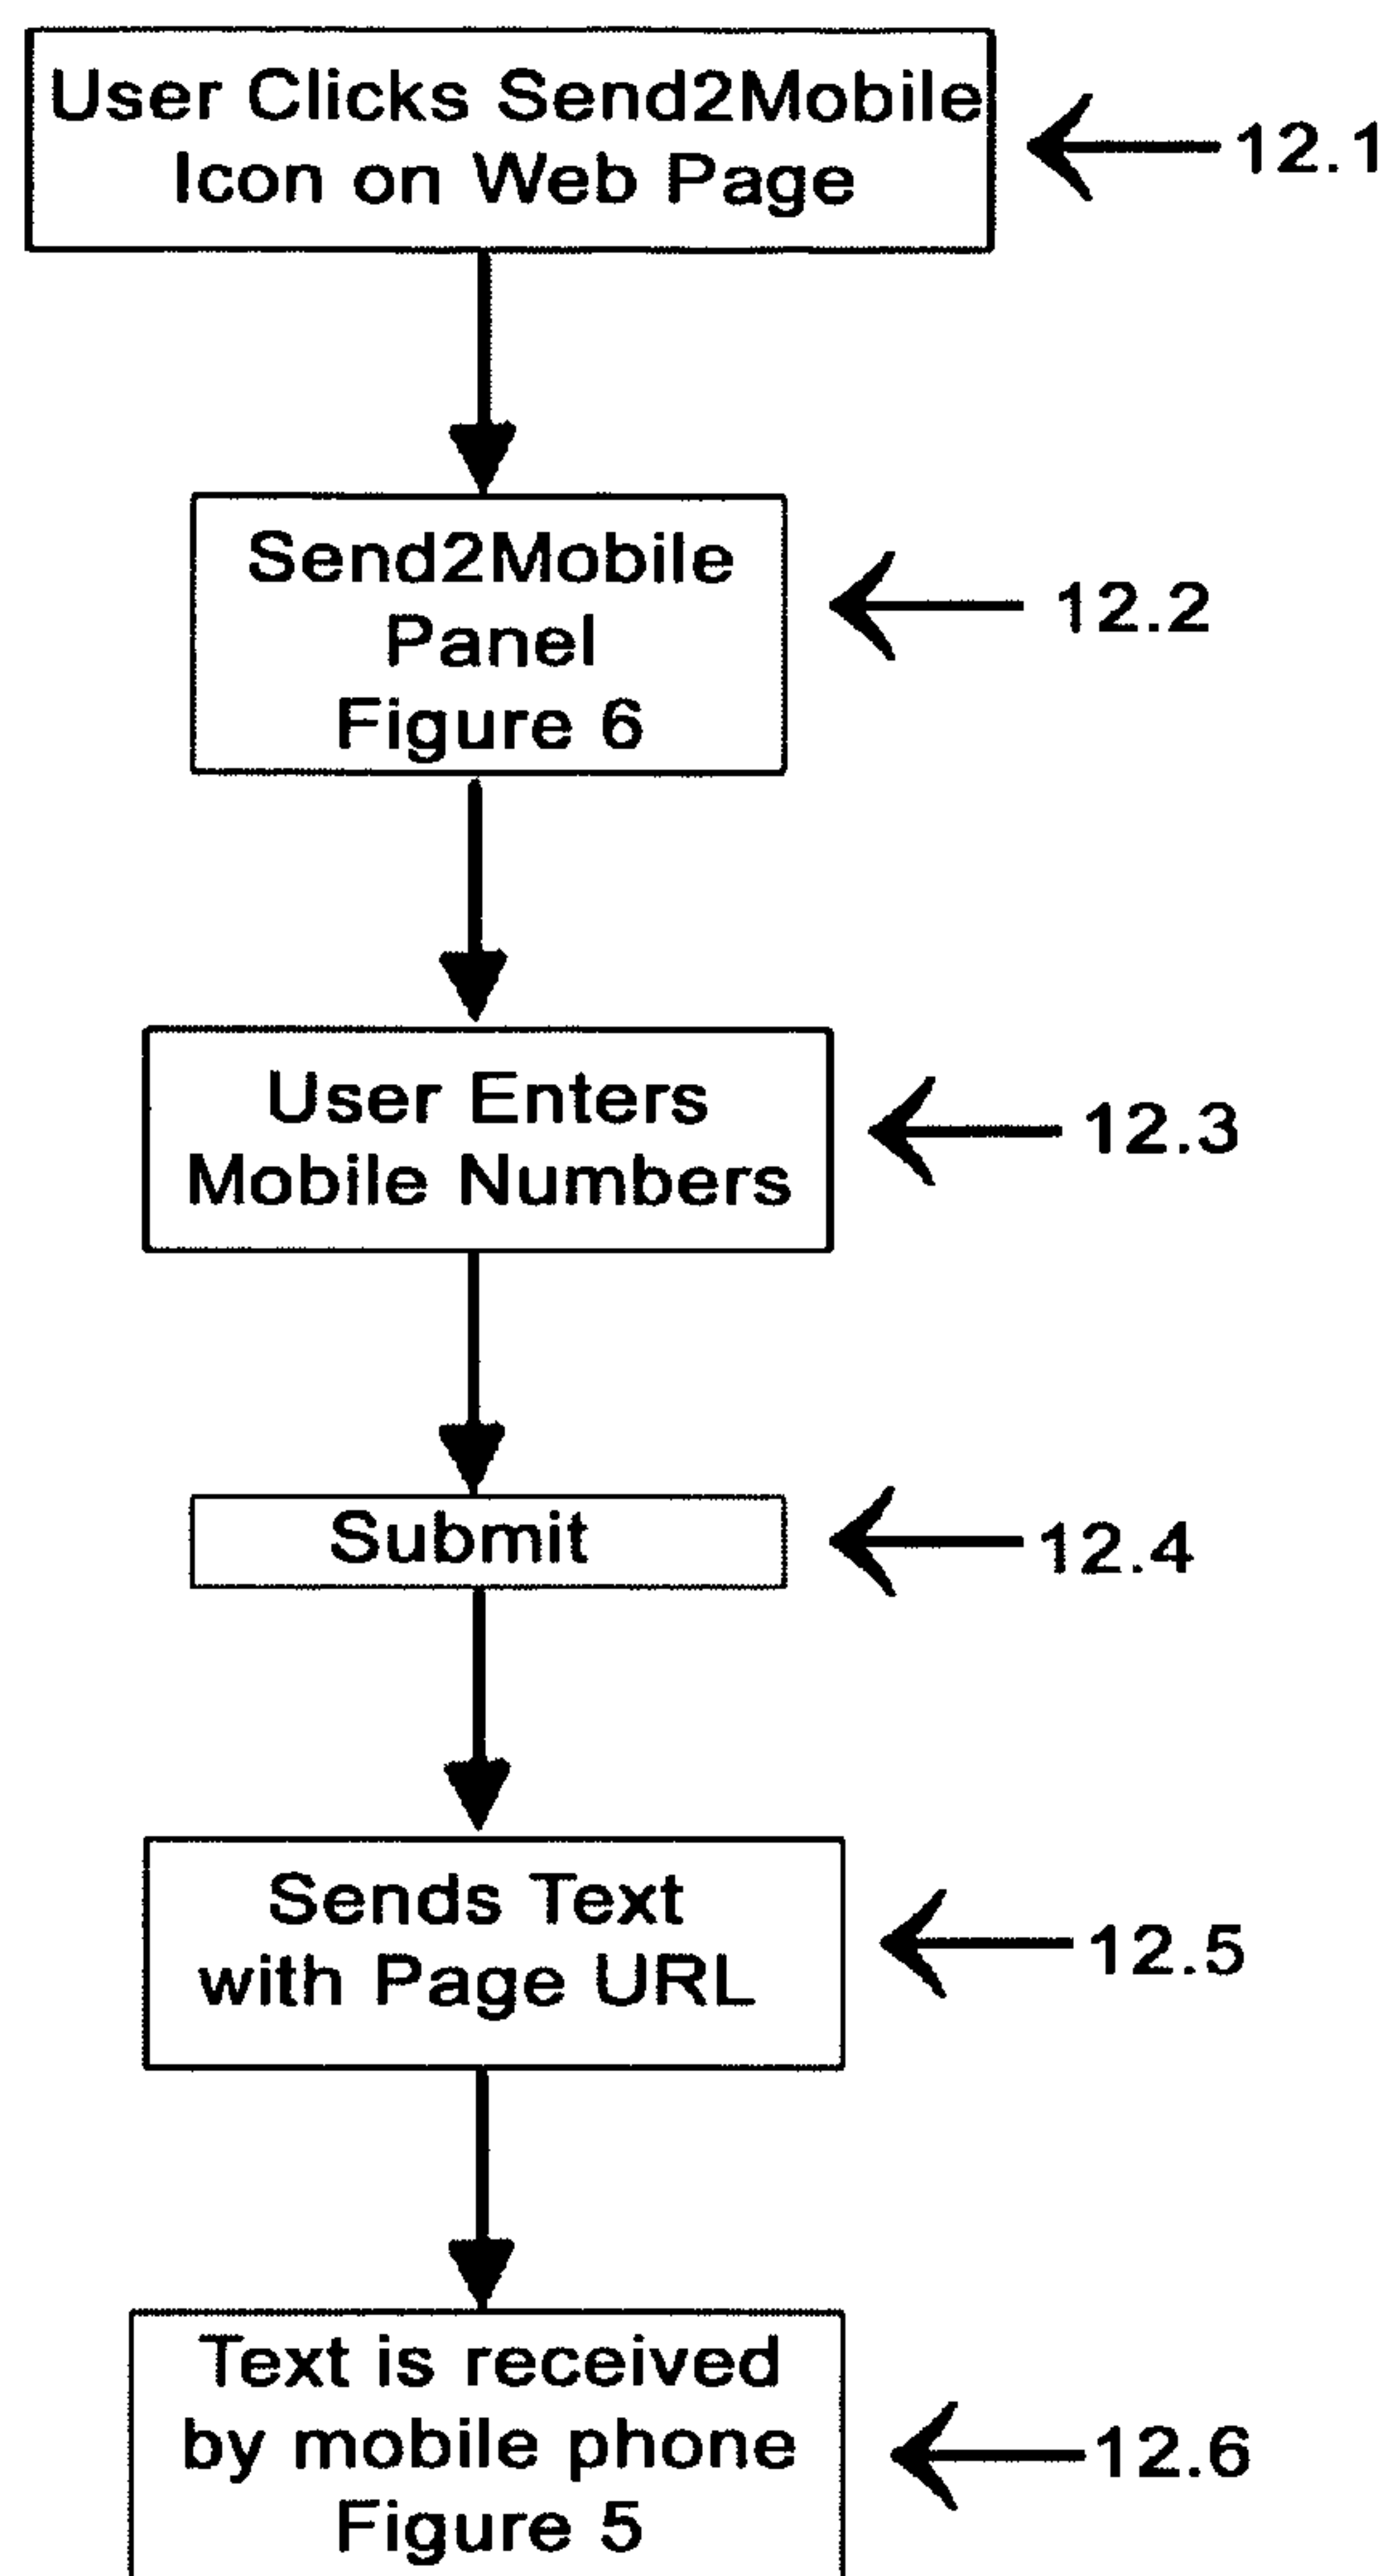 User Clicks Send2Mobile
Icon on Web Page
12.1
Send2Mobile
Panel
Figure 6
12.2
User Enters
Mobile Numbers
12.3
Submit
12.4
Sends Text
with Page URL
12.5
Text is received
by mobile phone
Figure 5
12.6